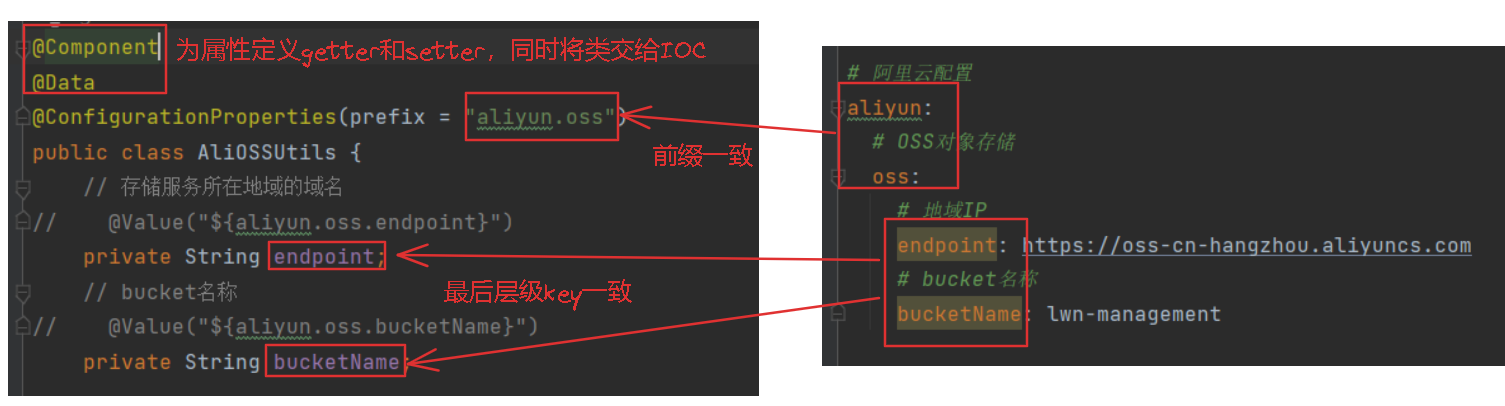 @Component
为属性定义getter和setter，同时将类交给IOC
@Data
@ConfigurationProperties(prefix = "aliyun.oss")
前缀一致
public class AliOSSUtils {
// 存储服务所在地域的域名
//     @Value("${aliyun.oss.endpoint}")
private String endpoint;
// bucket名称
最后层级key一致
//     @Value("${aliyun.oss.bucketName}")
private String bucketName;
# 阿里云配置
aliyun:
# OSS对象存储
oss:
# 地域IP
endpoint: https://oss-cn-hangzhou.aliyuncs.com
# bucket名称
bucketName: lwn-management